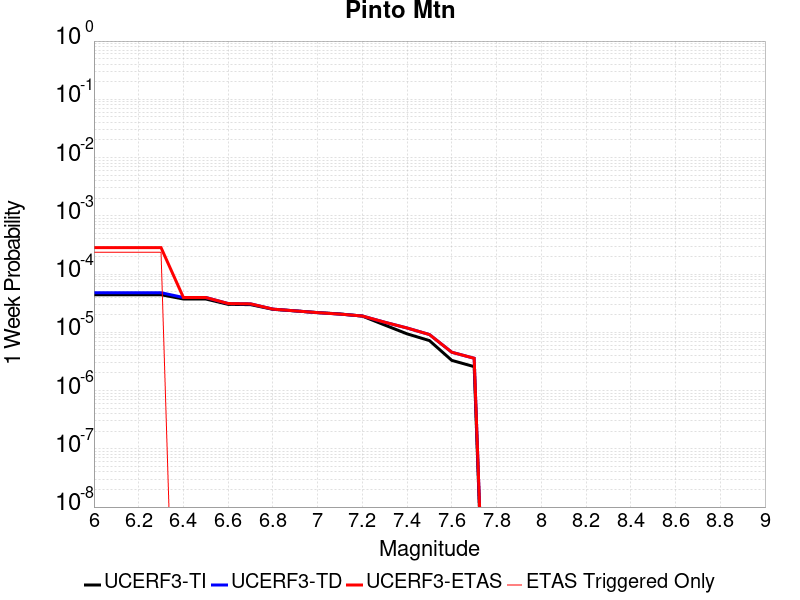 Pinto Mtn
10^0
10^-1
10^-2
10^-3
10^-4
10^-5
10^-6
10^-7
10^-8
1 Week Probability
6 6.2 6.4 6.6 6.8 7 7.2 7.4 7.6 7.8 8 8.2 8.4 8.6 8.8 9
Magnitude
UCERF3-TI UCERF3-TD UCERF3-ETAS ETAS Triggered Only